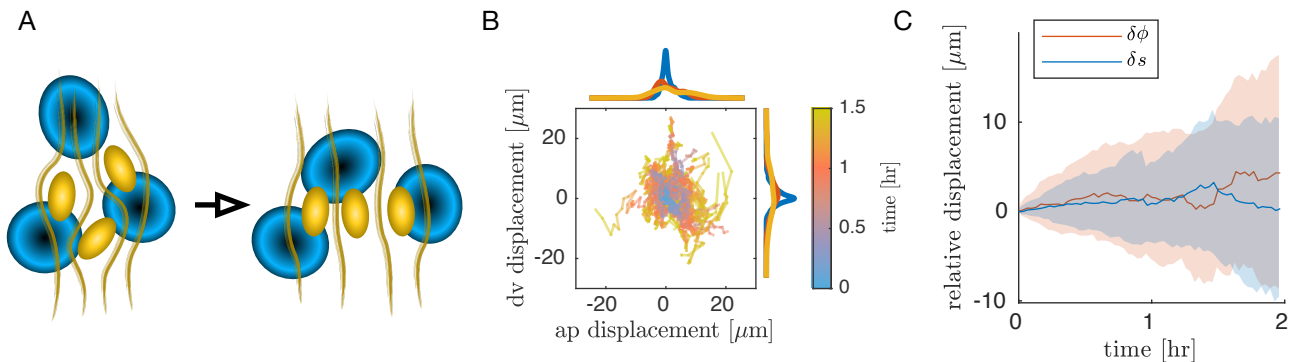 A
B
dv displacement [μm]
20
0
-20
-20
0
20
ap displacement [μm]
1.5
1
0.5
0
time [hr]
C
relative displacement [μm]
δϕ
δs
10
0
-10
0
1
2
time [hr]